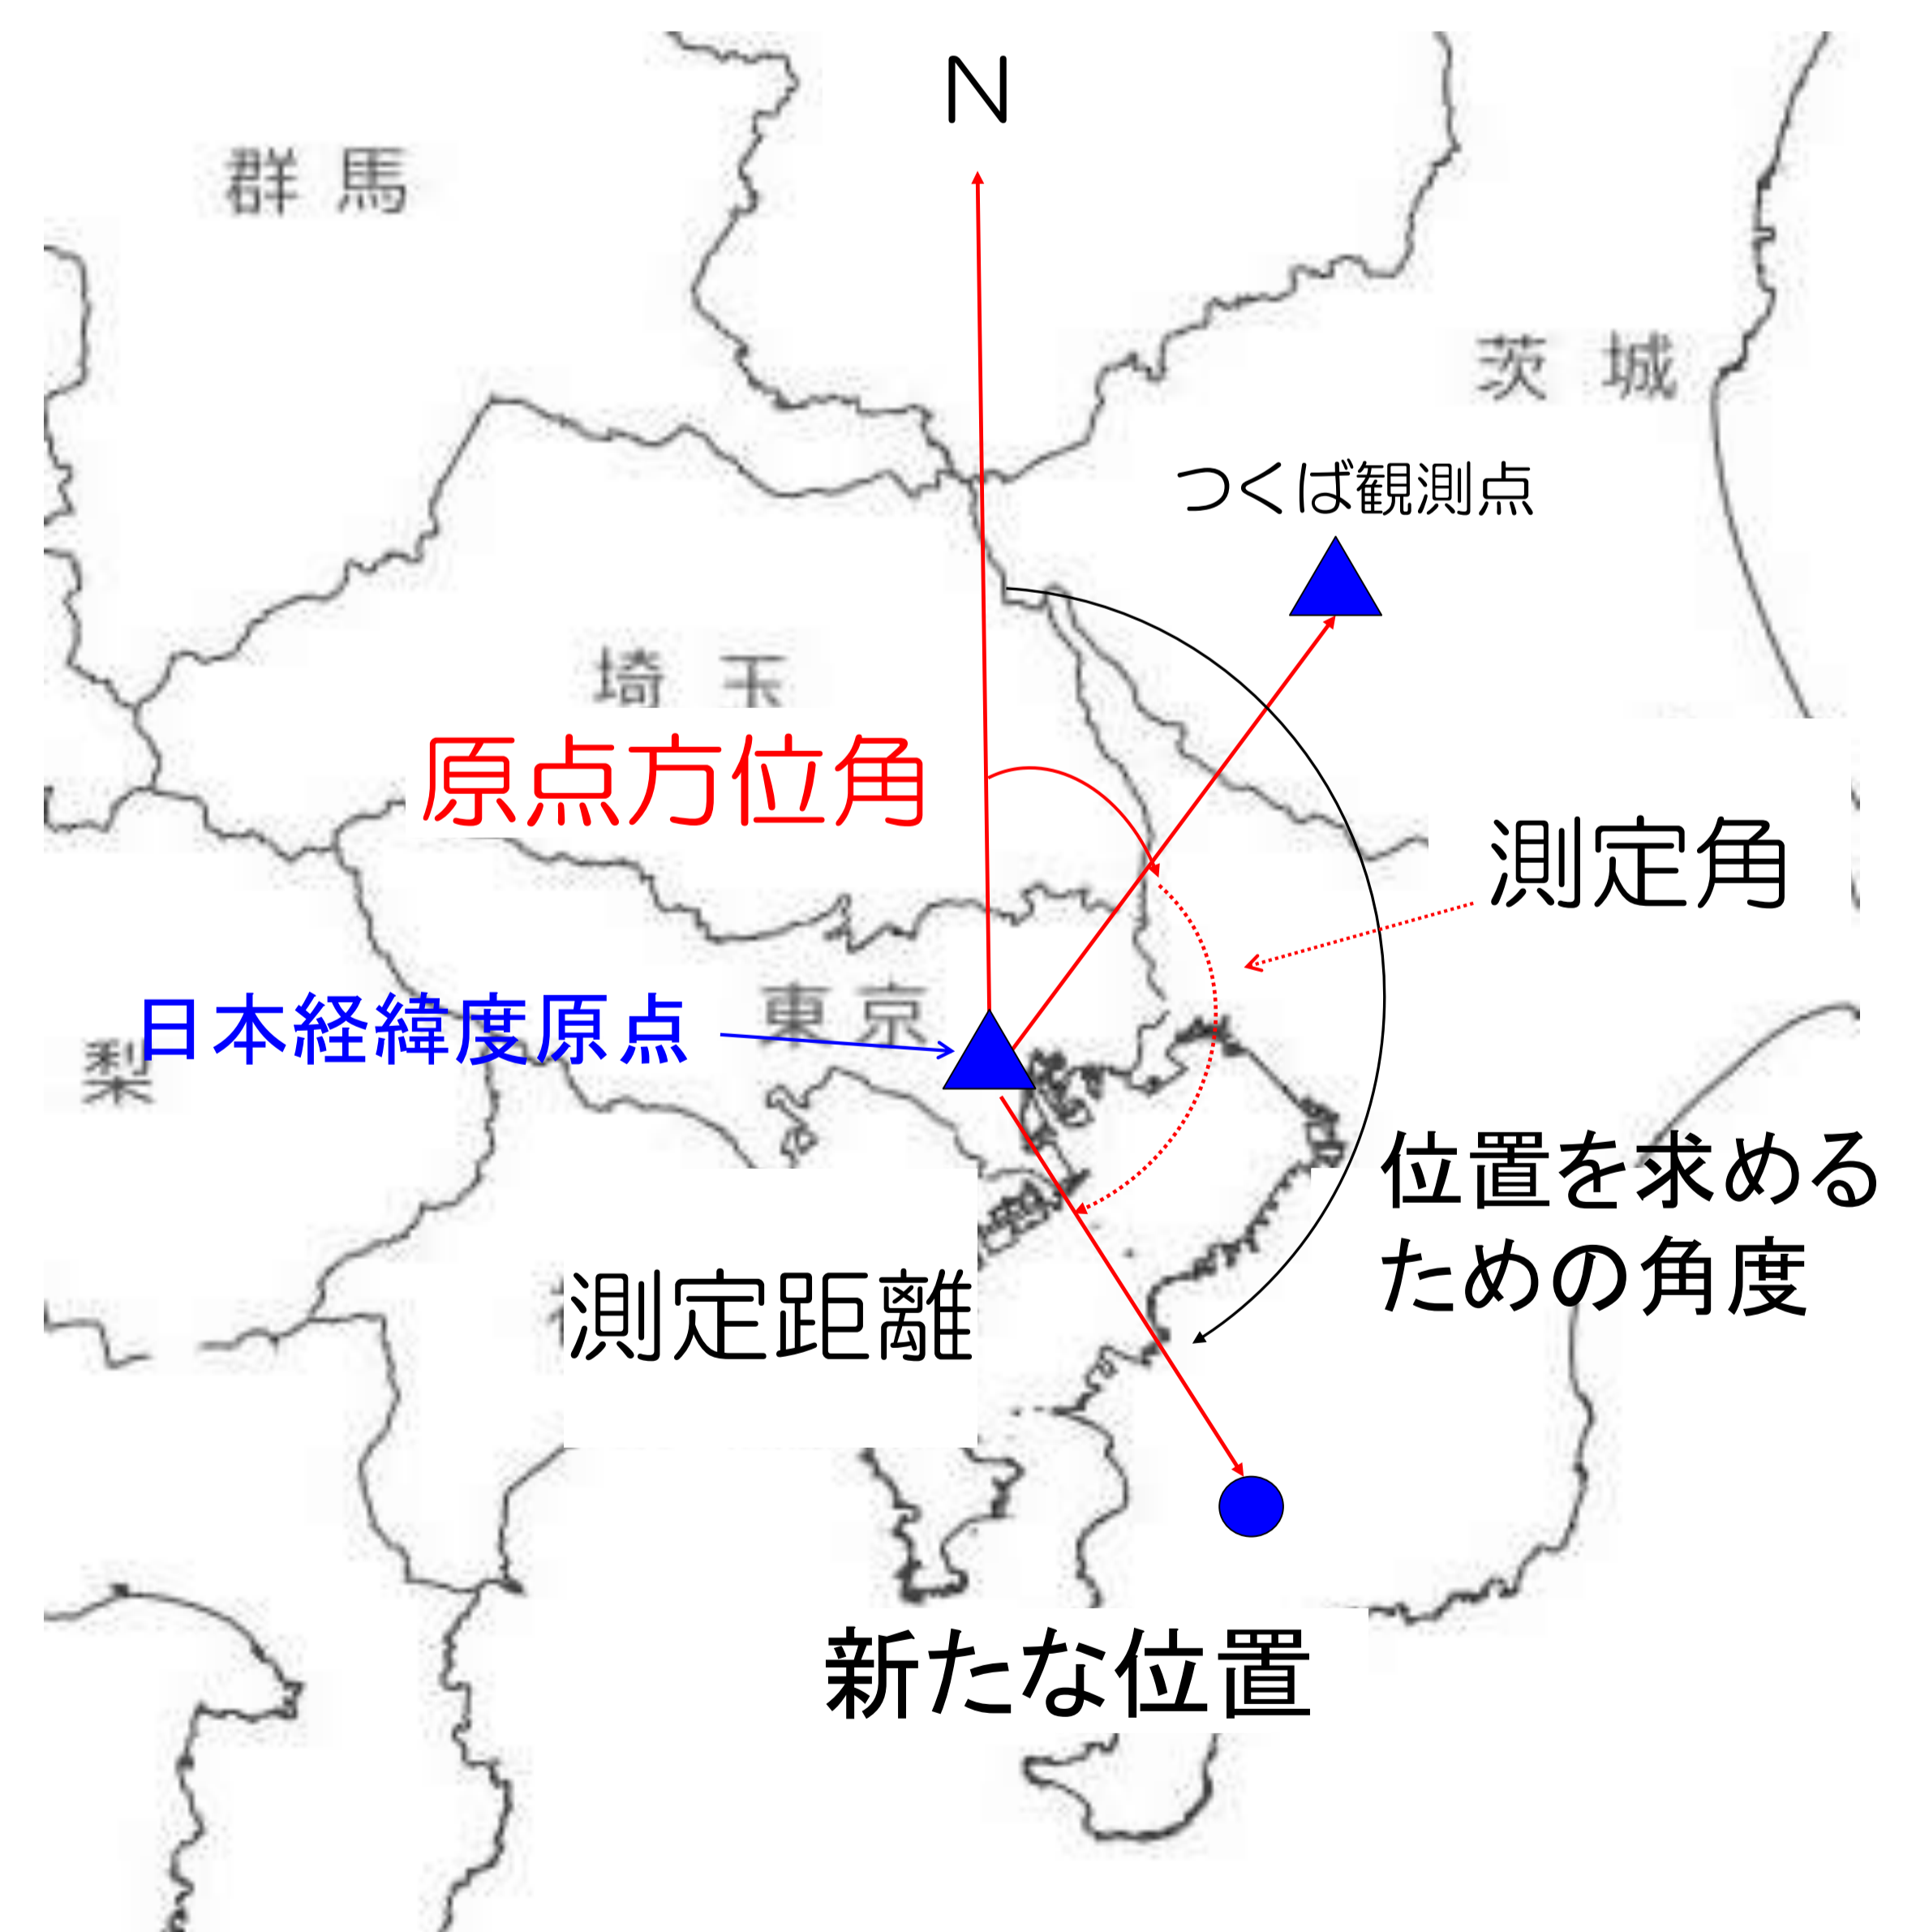 N
群馬
茨城
つくば観測点
埼玉
原点方位角
測定角
東京
日本経緯度原点
梨
位置を求める
ための角度
測定距離
新たな位置